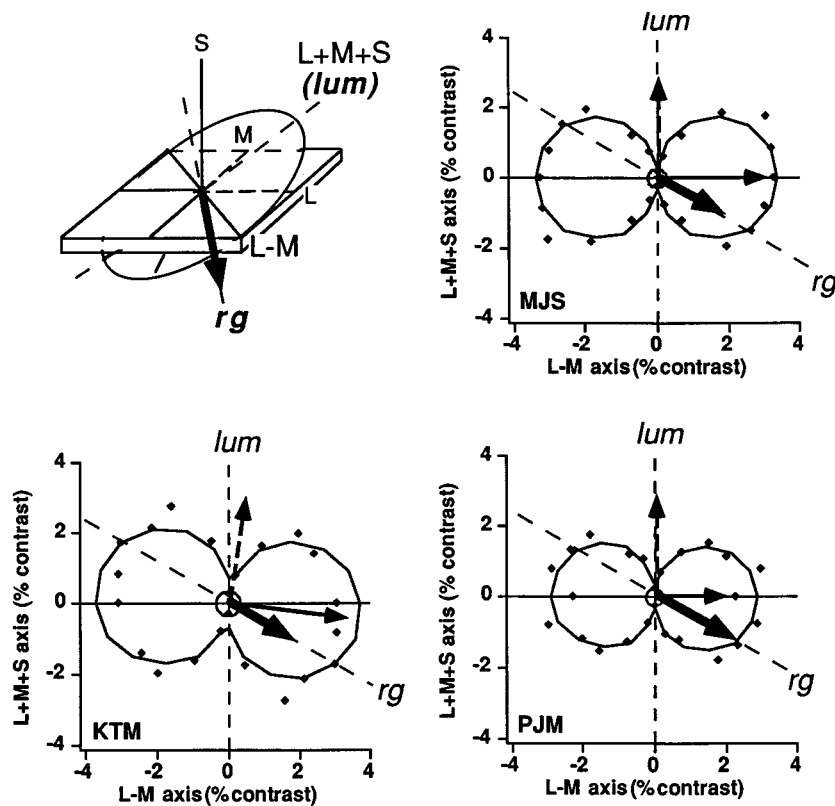 S
L+M+S
(lum)
M
L
L-M
rg
lum
4
2
0
-2
-4
L+M+S axis (% contrast)
rg
MJS
-4 -2 0 2 4
L-M axis (% contrast)
lum
4
2
0
-2
-4
L+M+S axis (% contrast)
rg
KTM
-4 -2 0 2 4
L-M axis (% contrast)
lum
4
2
0
-2
-4
L+M+S axis (% contrast)
rg
PJM
-4 -2 0 2 4
L-M axis (% contrast)